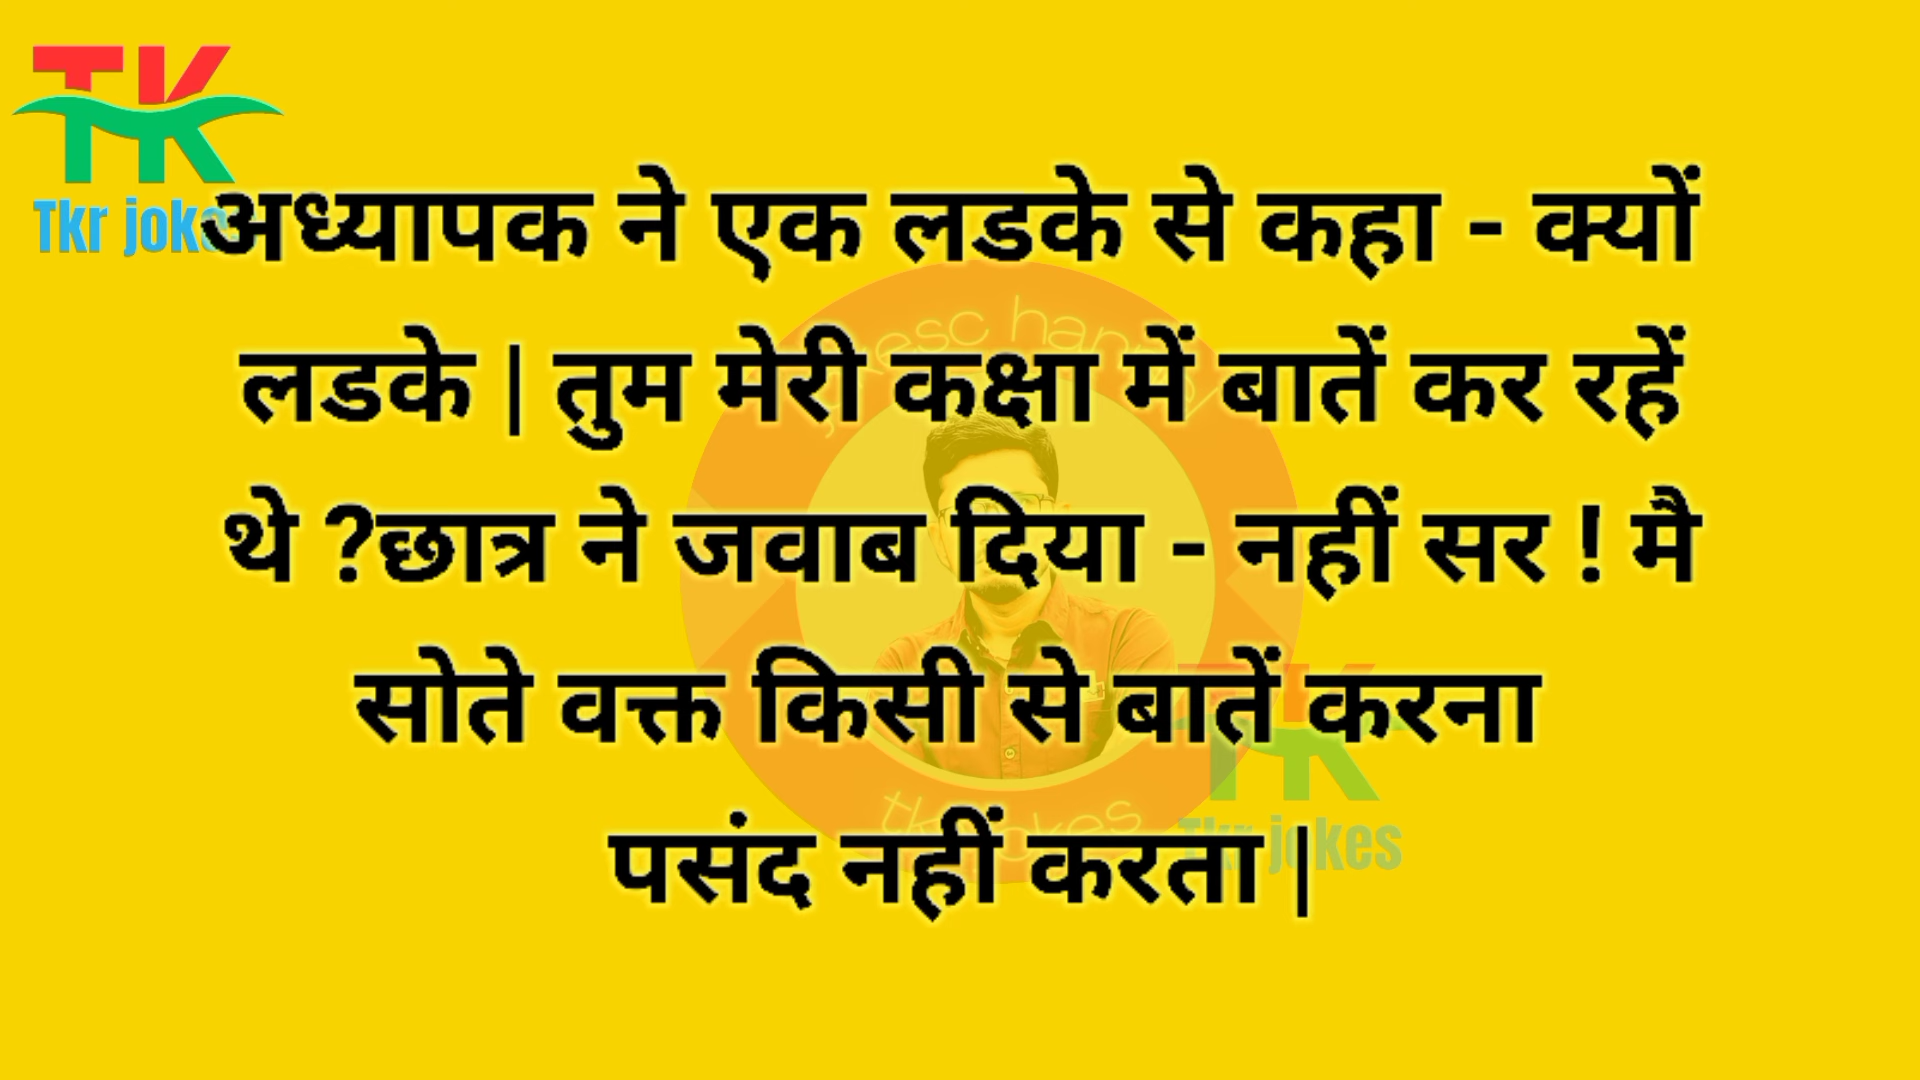 TK
Tkr joke
अध्यापक ने एक लडके से कहा - क्यों
लडके | तुम मेरी कक्षा में बातें कर रहें
थे ?छात्र ने जवाब दिया - नहीं सर ! मै
सोते वक्त किसी से बातें करना
पसंद नहीं करता |
TK
Tkr jokes